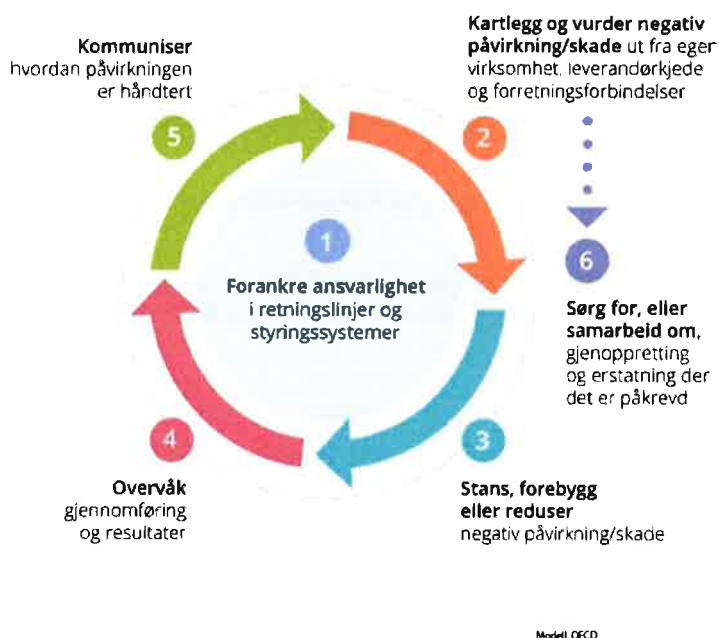 1
Forankre ansvarlighet
i retningslinjer og
styringssystemer
2
Kartlegg og vurder negativ
påvirkning/skade ut fra egen
virksomhet, leverandørkjede
og forretningsforbindelser
3
Stans, forebygg
eller reduser
negativ påvirkning/skade
4
Overvåk
gjennomføring
og resultater
5
Kommuniser
hvordan påvirkningen
er håndtert
6
Sørg for, eller
samarbeid om,
gjenoppretting
og erstatning der
det er påkrevd
Modell OECD